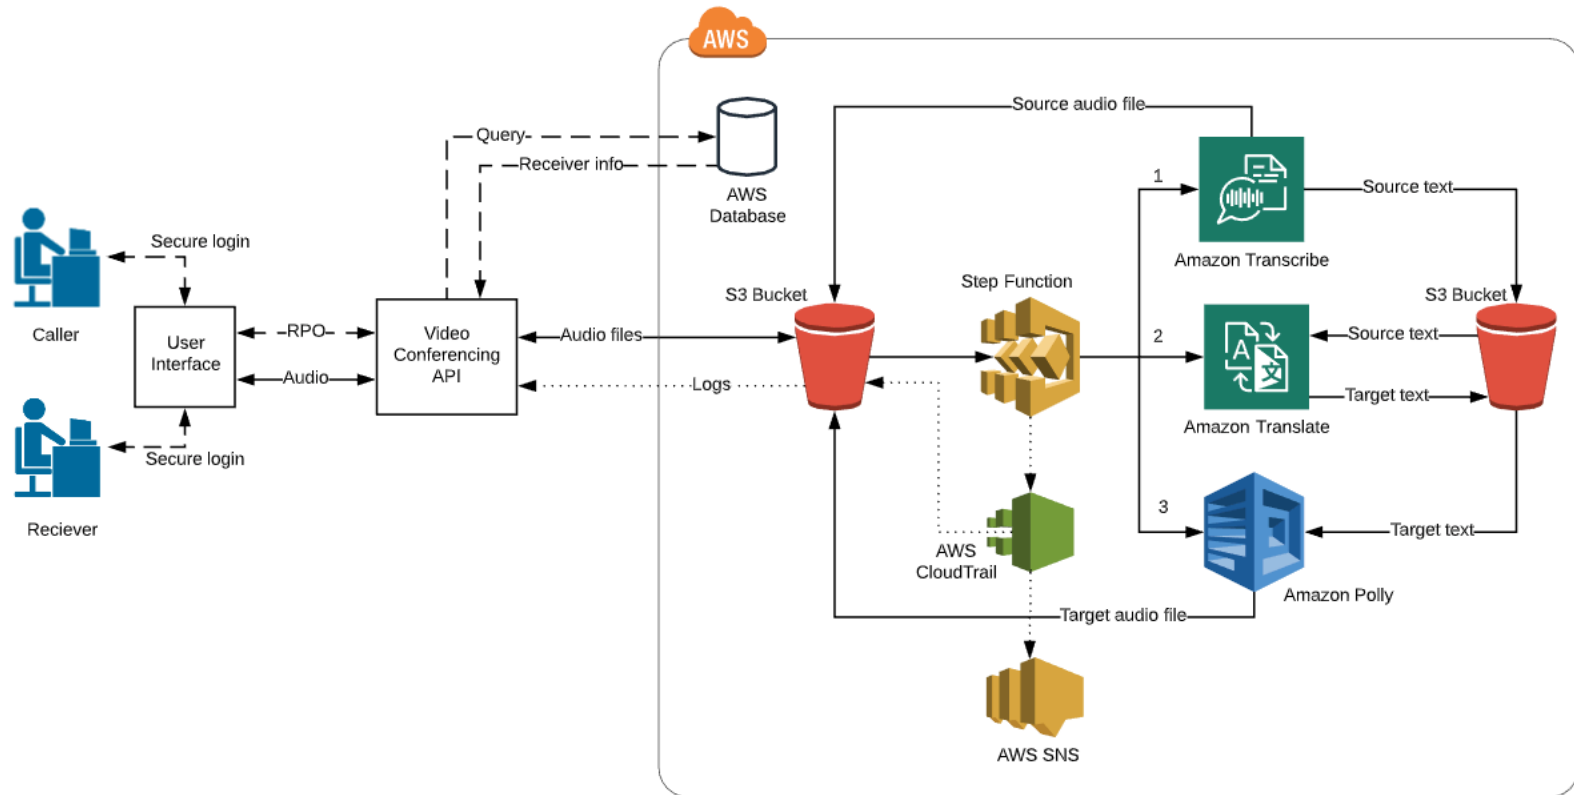 AWS
Source audio file
Query
Receiver info
AWS
Database
1
Source text
Secure login
Amazon Transcribe
Caller
User
Interface
RPO
Audio
Video
Conferencing
API
S3 Bucket
Step Function
S3 Bucket
Audio files
2
Source text
Logs
Target text
Amazon Translate
Secure login
Reciever
3
Target text
AWS
CloudTrail
Amazon Polly
Target audio file
AWS SNS